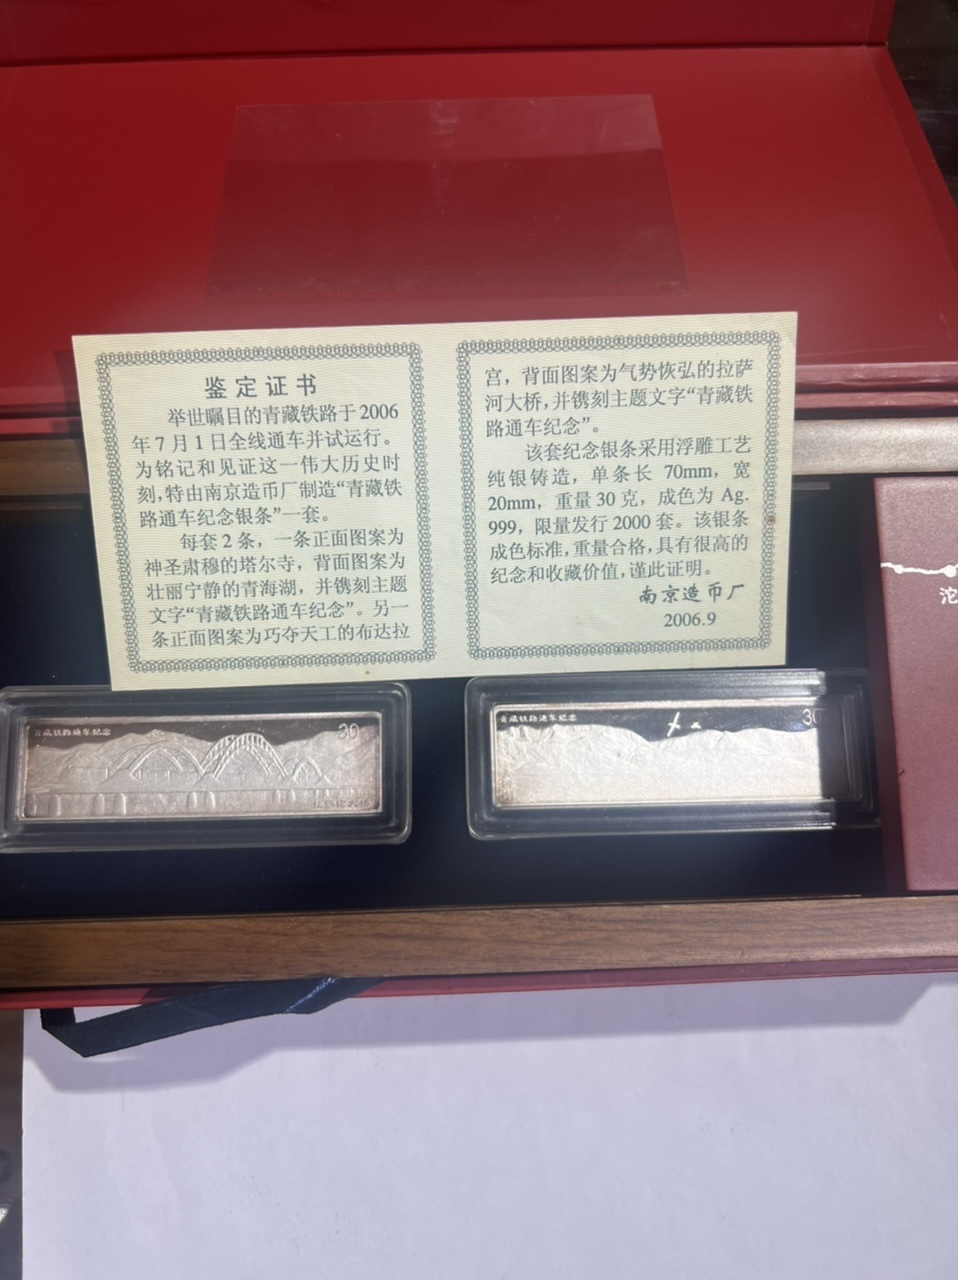 鉴定证书
举世瞩目的青藏铁路于2006
年7月1日全线通车并试运行。
为铭记和见证这一伟大历史时
刻,特由南京造币厂制造“青藏铁
路通车纪念银条”一套。
每套2条，一条正面图案为
神圣肃穆的塔尔寺，背面图案为
壮丽宁静的青海湖，并镌刻主题
文字“青藏铁路通车纪念”。另一
条正面图案为巧夺天工的布达拉
宫，背面图案为气势恢弘的拉萨
河大桥,并镌刻主题文字“青藏铁
路通车纪念”。
该套纪念银条采用浮雕工艺
纯银铸造，单条长 70mm，宽
20mm，重量30克，成色为 Ag.
999，限量发行2000套。该银条
成色标准,重量合格,具有很高的
纪念和收藏价值,谨此证明。
南京造币厂
2006.9
青藏铁路通车纪念
30
青藏铁路通车纪念
30
沱